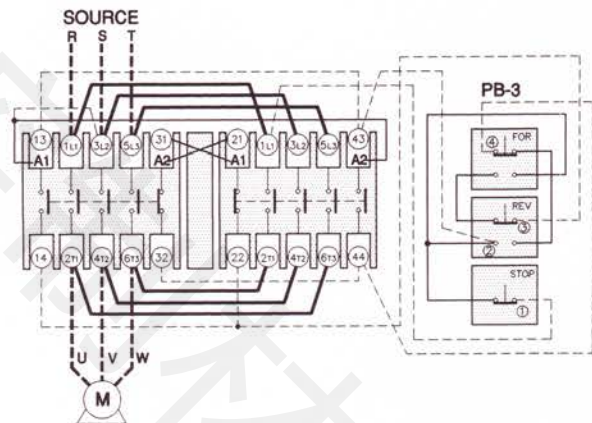 SOURCE
R S T
PB-3
13 1L1 3L2 5L3 31 21 1L1 3L2 5L3 43
A1 A2 A1 A2
FOR
④
REV
③
②
14 2T1 4T2 6T3 32 22 2T1 4T2 6T3 44
STOP
①
U V W
M